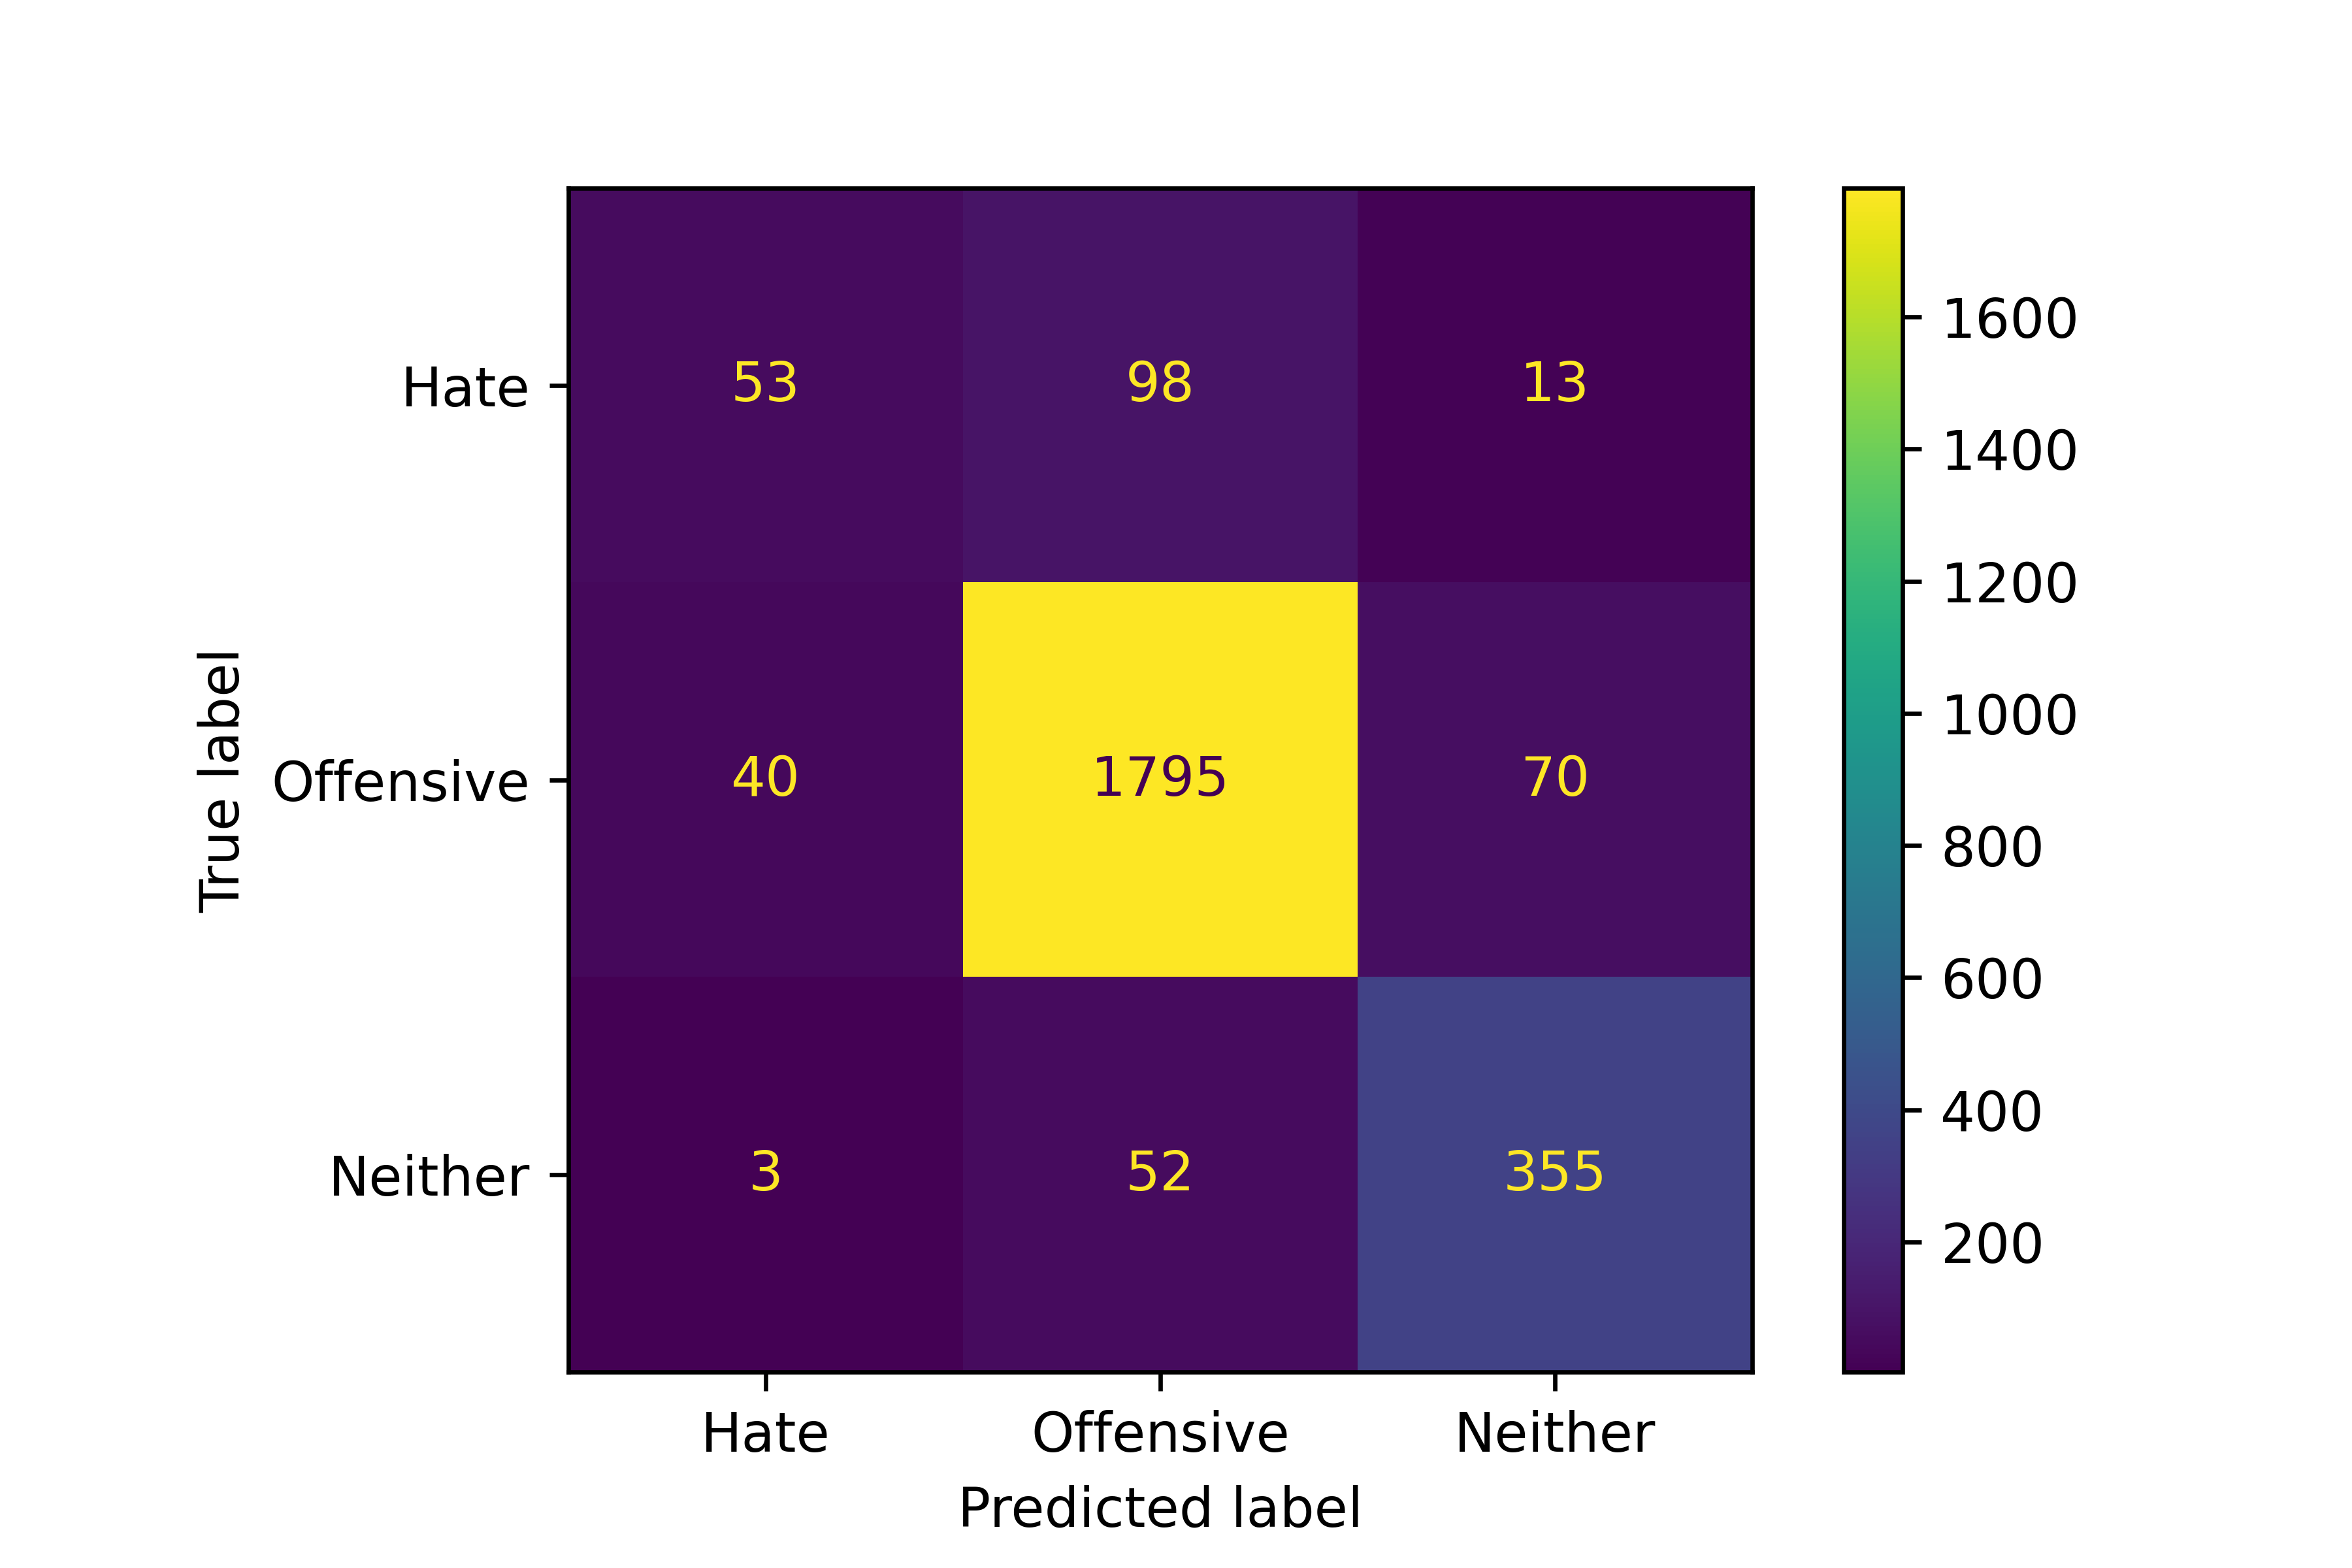 Hate 53 98 13
Offensive 40 1795 70
Neither 3 52 355
Hate Offensive Neither
Predicted label
True label
1600
1400
1200
1000
800
600
400
200